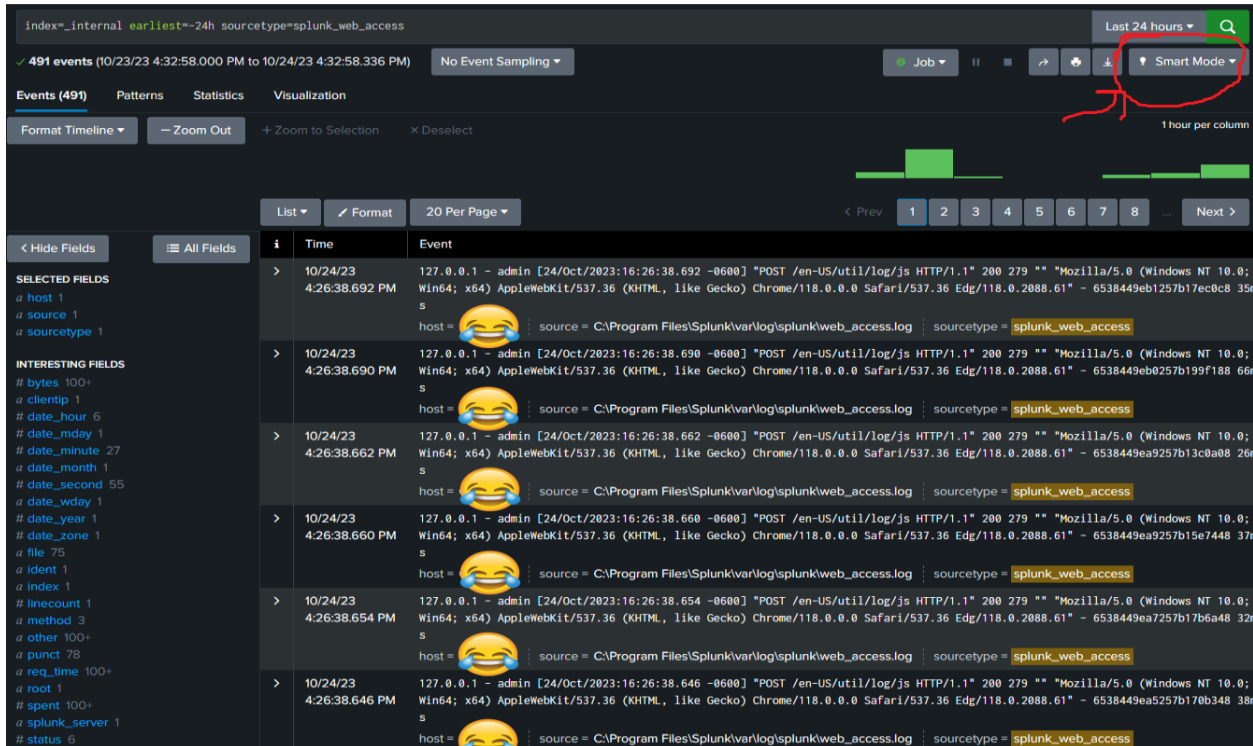 index=_internal earliest=-24h sourcetype=splunk_web_access
Last 24 hours
491 events (10/23/23 4:32:58.000 PM to 10/24/23 4:32:58.336 PM)
No Event Sampling
Job
Smart Mode
Events (491)
Patterns
Statistics
Visualization
Format Timeline
— Zoom Out
+ Zoom to Selection
× Deselect
1 hour per column
List
Format
20 Per Page
< Prev
1 2 3 4 5 6 7 8 ... Next >
< Hide Fields
All Fields
i Time Event
SELECTED FIELDS
a host 1
a source 1
a sourcetype 1
INTERESTING FIELDS
# bytes 100+
a clientip 1
# date_hour 6
# date_mday 1
# date_minute 27
a date_month 1
# date_second 55
a date_wday 1
# date_year 1
# date_zone 1
a file 75
a ident 1
a index 1
# linecount 1
a method 3
a other 100+
a punct 78
a req_time 100+
a root 1
# spent 100+
a splunk_server 1
# status 6
> 10/24/23
4:26:38.692 PM
127.0.0.1 - admin [24/Oct/2023:16:26:38.692 -0600] "POST /en-US/util/log/js HTTP/1.1" 200 279 "" "Mozilla/5.0 (Windows NT 10.0;
Win64; x64) AppleWebKit/537.36 (KHTML, like Gecko) Chrome/118.0.0.0 Safari/537.36 Edg/118.0.2088.61" - 6538449eb1257b17ec0c8 35m
s
host = source = C:\Program Files\Splunk\var\log\splunk\web_access.log sourcetype = splunk_web_access
> 10/24/23
4:26:38.690 PM
127.0.0.1 - admin [24/Oct/2023:16:26:38.690 -0600] "POST /en-US/util/log/js HTTP/1.1" 200 279 "" "Mozilla/5.0 (Windows NT 10.0;
Win64; x64) AppleWebKit/537.36 (KHTML, like Gecko) Chrome/118.0.0.0 Safari/537.36 Edg/118.0.2088.61" - 6538449eb0257b199f188 66m
s
host = source = C:\Program Files\Splunk\var\log\splunk\web_access.log sourcetype = splunk_web_access
> 10/24/23
4:26:38.662 PM
127.0.0.1 - admin [24/Oct/2023:16:26:38.662 -0600] "POST /en-US/util/log/js HTTP/1.1" 200 279 "" "Mozilla/5.0 (Windows NT 10.0;
Win64; x64) AppleWebKit/537.36 (KHTML, like Gecko) Chrome/118.0.0.0 Safari/537.36 Edg/118.0.2088.61" - 6538449ea9257b13c0a08 26m
s
host = source = C:\Program Files\Splunk\var\log\splunk\web_access.log sourcetype = splunk_web_access
> 10/24/23
4:26:38.660 PM
127.0.0.1 - admin [24/Oct/2023:16:26:38.660 -0600] "POST /en-US/util/log/js HTTP/1.1" 200 279 "" "Mozilla/5.0 (Windows NT 10.0;
Win64; x64) AppleWebKit/537.36 (KHTML, like Gecko) Chrome/118.0.0.0 Safari/537.36 Edg/118.0.2088.61" - 6538449ea9257b15e7448 37m
s
host = source = C:\Program Files\Splunk\var\log\splunk\web_access.log sourcetype = splunk_web_access
> 10/24/23
4:26:38.654 PM
127.0.0.1 - admin [24/Oct/2023:16:26:38.654 -0600] "POST /en-US/util/log/js HTTP/1.1" 200 279 "" "Mozilla/5.0 (Windows NT 10.0;
Win64; x64) AppleWebKit/537.36 (KHTML, like Gecko) Chrome/118.0.0.0 Safari/537.36 Edg/118.0.2088.61" - 6538449ea7257b17b6a48 32m
s
host = source = C:\Program Files\Splunk\var\log\splunk\web_access.log sourcetype = splunk_web_access
> 10/24/23
4:26:38.646 PM
127.0.0.1 - admin [24/Oct/2023:16:26:38.646 -0600] "POST /en-US/util/log/js HTTP/1.1" 200 279 "" "Mozilla/5.0 (Windows NT 10.0;
Win64; x64) AppleWebKit/537.36 (KHTML, like Gecko) Chrome/118.0.0.0 Safari/537.36 Edg/118.0.2088.61" - 6538449ea5257b170b348 38m
s
host = source = C:\Program Files\Splunk\var\log\splunk\web_access.log sourcetype = splunk_web_access